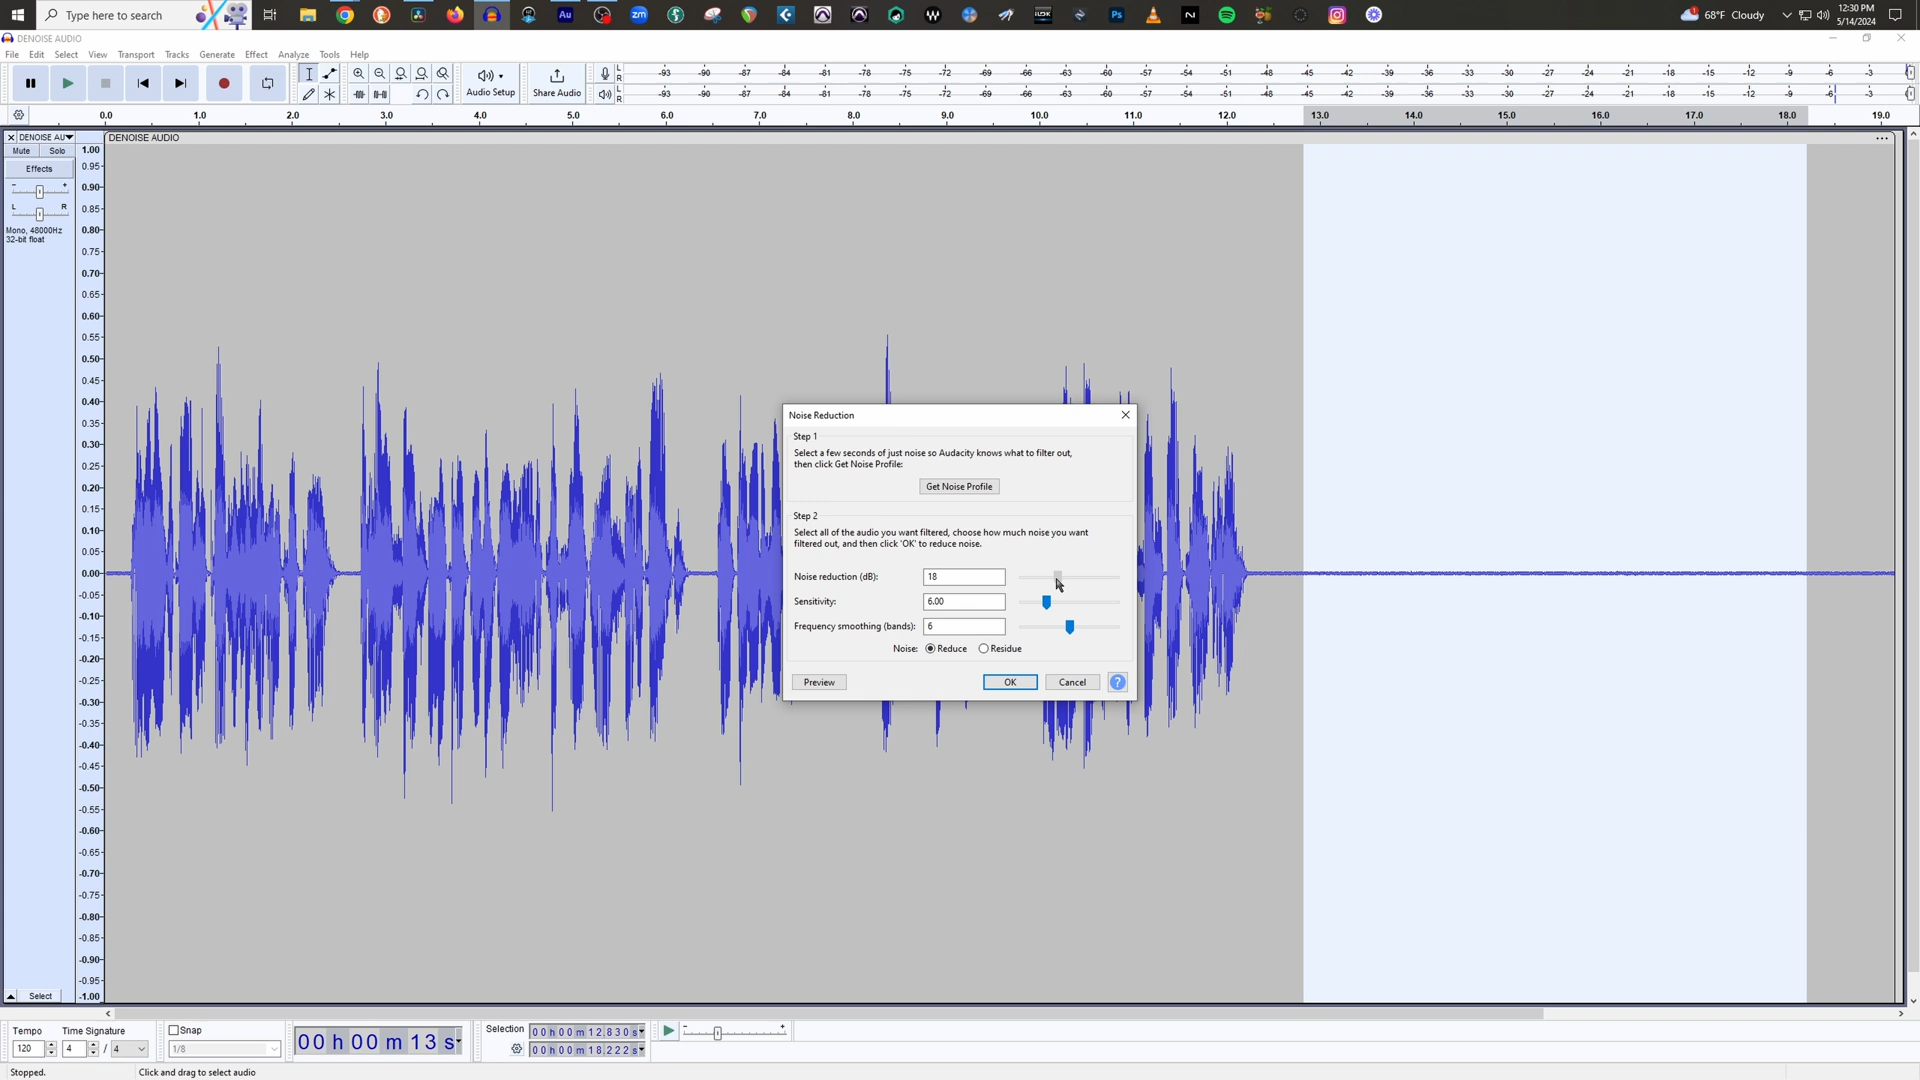 Type here to search
Au
zm
Ps
N
68°F Cloudy
12:30 PM
5/14/2024
DENOISE AUDIO
File Edit Select View Transport Tracks Generate Effect Analyze Tools Help
Audio Setup
Share Audio
L
R
-93 -90 -87 -84 -81 -78 -75 -72 -69 -66 -63 -60 -57 -54 -51 -48 -45 -42 -39 -36 -33 -30 -27 -24 -21 -18 -15 -12 -9 -6 -3
L
R
-93 -90 -87 -84 -81 -78 -75 -72 -69 -66 -63 -60 -57 -54 -51 -48 -45 -42 -39 -36 -33 -30 -27 -24 -21 -18 -15 -12 -9 -6 -3
0.0 1.0 2.0 3.0 4.0 5.0 6.0 7.0 8.0 9.0 10.0 11.0 12.0 13.0 14.0 15.0 16.0 17.0 18.0 19.0
DENOISE AU
DENOISE AUDIO
Mute Solo
Effects
- +
L R
Mono, 48000Hz
32-bit float
1.00
0.95
0.90
0.85
0.80
0.75
0.70
0.65
0.60
0.55
0.50
0.45
0.40
0.35
0.30
0.25
0.20
0.15
0.10
0.05
0.00
-0.05
-0.10
-0.15
-0.20
-0.25
-0.30
-0.35
-0.40
-0.45
-0.50
-0.55
-0.60
-0.65
-0.70
-0.75
-0.80
-0.85
-0.90
-0.95
-1.00
Select
Noise Reduction
Step 1
Select a few seconds of just noise so Audacity knows what to filter out,
then click Get Noise Profile:
Get Noise Profile
Step 2
Select all of the audio you want filtered, choose how much noise you want
filtered out, and then click 'OK' to reduce noise.
Noise reduction (dB): 18
Sensitivity: 6.00
Frequency smoothing (bands): 6
Noise: Reduce Residue
Preview OK Cancel ?
Tempo
120
Time Signature
4 / 4
Snap
1/8
00 h 00 m 13 s
Selection
00 h 00 m 12.830 s
00 h 00 m 18.222 s
- +
Stopped.
Click and drag to select audio